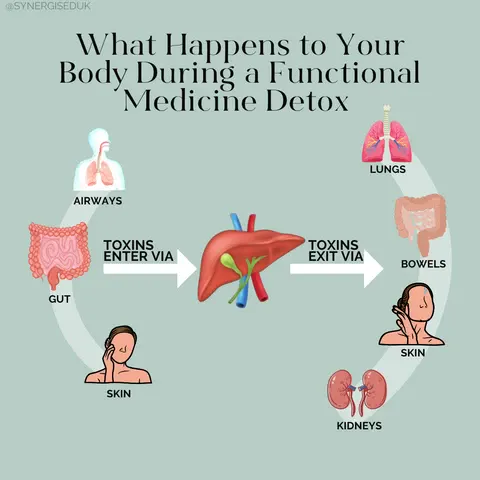 @SYNERGISEDUK
What Happens to Your
Body During a Functional
Medicine Detox
AIRWAYS
GUT
SKIN
TOXINS
ENTER VIA
TOXINS
EXIT VIA
LUNGS
BOWELS
SKIN
KIDNEYS